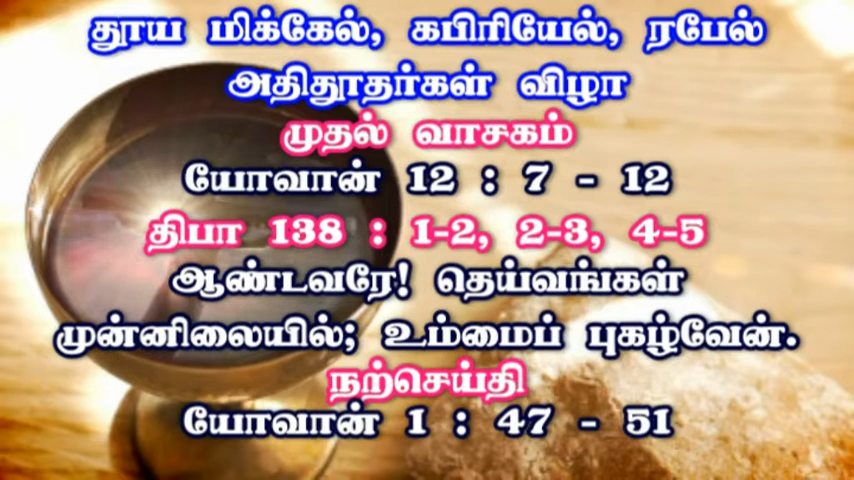 தூய மிக்கேல், கபிரியேல், ரபேல்
அதிதூதர்கள் விழா
முதல் வாசகம்
யோவான் 12 : 7 - 12
திபா 138 : 1-2, 2-3, 4-5
ஆண்டவரே! தெய்வங்கள்
முன்னிலையில்; உம்மைப் புகழ்வேன்.
நற்செய்தி
யோவான் 1 : 47 - 51